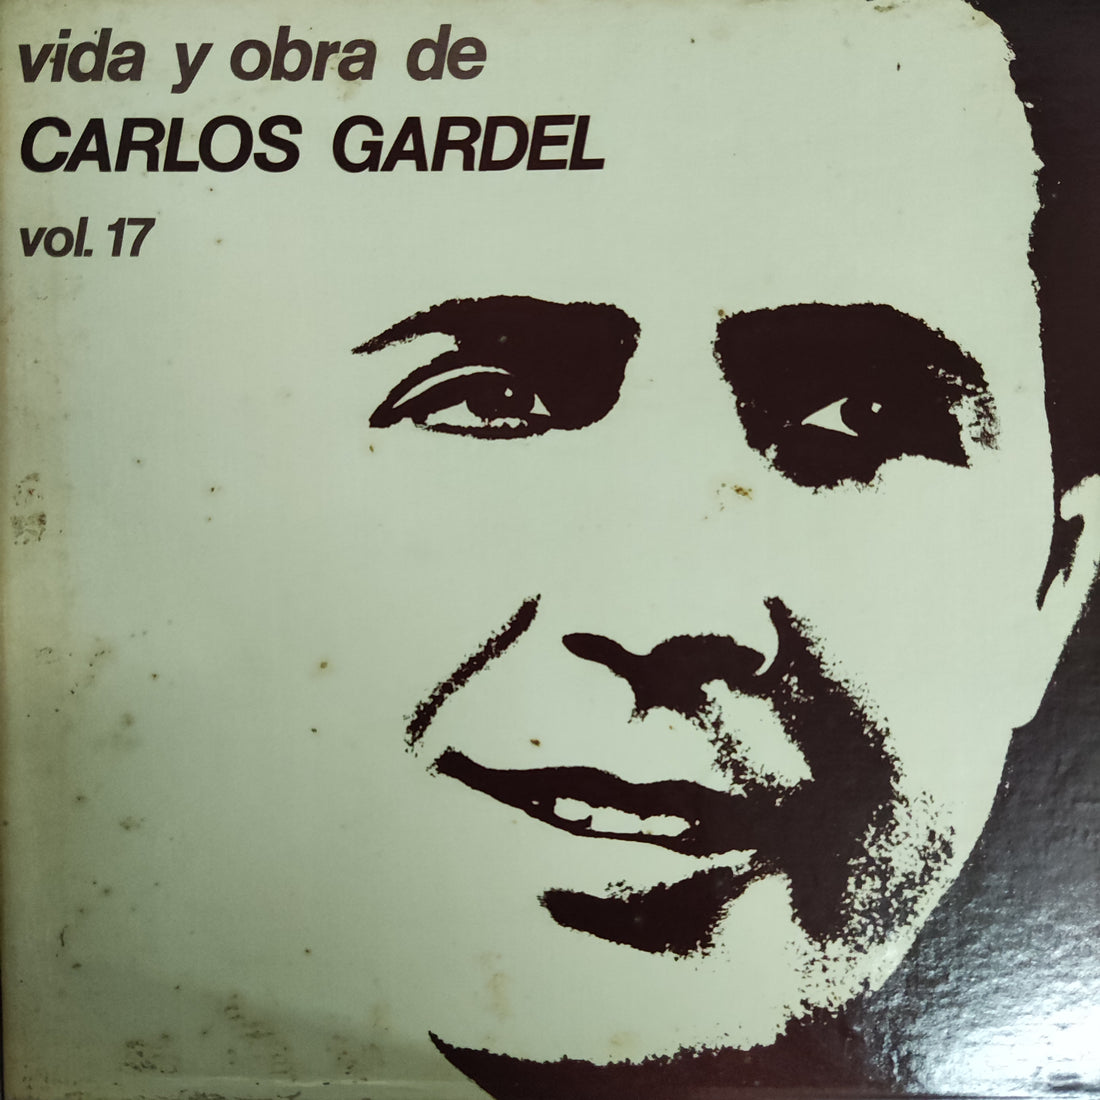 vida y obra de
CARLOS GARDEL
vol. 17